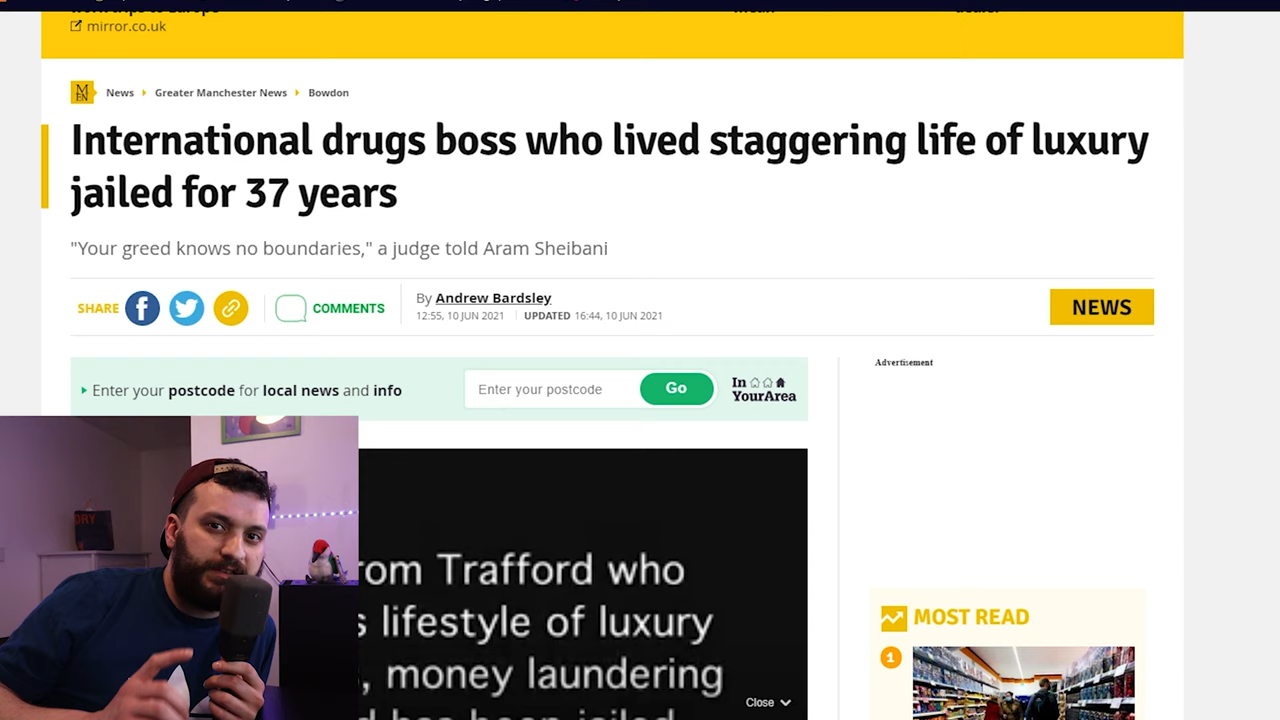 mirror.co.uk
MEN
News
Greater Manchester News
Bowdon
International drugs boss who lived staggering life of luxury
jailed for 37 years
"Your greed knows no boundaries," a judge told Aram Sheibani
SHARE
COMMENTS
By Andrew Bardsley
12:55, 10 JUN 2021
UPDATED 16:44, 10 JUN 2021
NEWS
Enter your postcode for local news and info
Enter your postcode
Go
In
YourArea
Advertisement
rom Trafford who
s lifestyle of luxury
, money laundering
Close
MOST READ
1